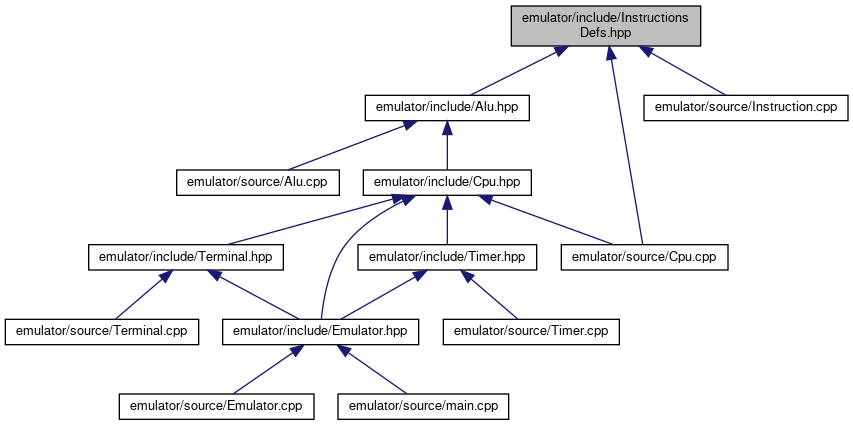 emulator/include/Instructions
Defs.hpp
emulator/include/Alu.hpp
emulator/source/Instruction.cpp
emulator/source/Alu.cpp
emulator/include/Cpu.hpp
emulator/include/Terminal.hpp
emulator/include/Timer.hpp
emulator/source/Cpu.cpp
emulator/source/Terminal.cpp
emulator/include/Emulator.hpp
emulator/source/Timer.cpp
emulator/source/Emulator.cpp
emulator/source/main.cpp